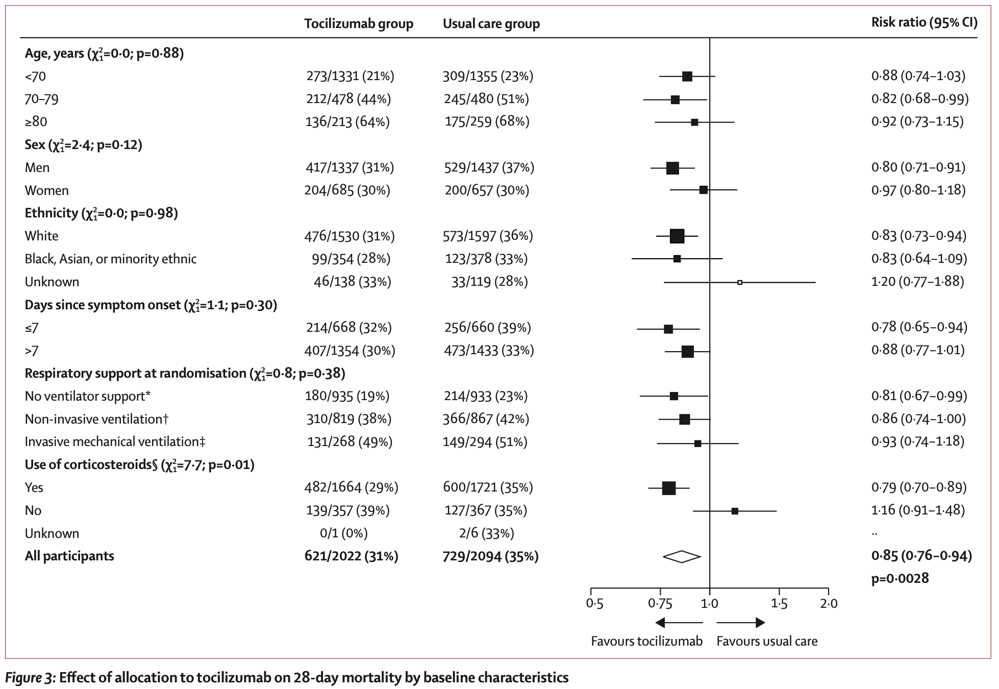 Tocilizumab group Usual care group Risk ratio (95% CI)
Age, years (χ²₁=0·0; p=0·88)
<70 273/1331 (21%) 309/1355 (23%) 0·88 (0·74–1·03)
70–79 212/478 (44%) 245/480 (51%) 0·82 (0·68–0·99)
≥80 136/213 (64%) 175/259 (68%) 0·92 (0·73–1·15)
Sex (χ²₁=2·4; p=0·12)
Men 417/1337 (31%) 529/1437 (37%) 0·80 (0·71–0·91)
Women 204/685 (30%) 200/657 (30%) 0·97 (0·80–1·18)
Ethnicity (χ²₁=0·0; p=0·98)
White 476/1530 (31%) 573/1597 (36%) 0·83 (0·73–0·94)
Black, Asian, or minority ethnic 99/354 (28%) 123/378 (33%) 0·83 (0·64–1·09)
Unknown 46/138 (33%) 33/119 (28%) 1·20 (0·77–1·88)
Days since symptom onset (χ²₁=1·1; p=0·30)
≤7 214/668 (32%) 256/660 (39%) 0·78 (0·65–0·94)
>7 407/1354 (30%) 473/1433 (33%) 0·88 (0·77–1·01)
Respiratory support at randomisation (χ²₁=0·8; p=0·38)
No ventilator support* 180/935 (19%) 214/933 (23%) 0·81 (0·67–0·99)
Non-invasive ventilation† 310/819 (38%) 366/867 (42%) 0·86 (0·74–1·00)
Invasive mechanical ventilation‡ 131/268 (49%) 149/294 (51%) 0·93 (0·74–1·18)
Use of corticosteroids§ (χ²₁=7·7; p=0·01)
Yes 482/1664 (29%) 600/1721 (35%) 0·79 (0·70–0·89)
No 139/357 (39%) 127/367 (35%) 1·16 (0·91–1·48)
Unknown 0/1 (0%) 2/6 (33%) ··
All participants 621/2022 (31%) 729/2094 (35%) 0·85 (0·76–0·94)
p=0·0028
0·5 0·75 1·0 1·5 2·0
Favours tocilizumab Favours usual care
Figure 3: Effect of allocation to tocilizumab on 28-day mortality by baseline characteristics